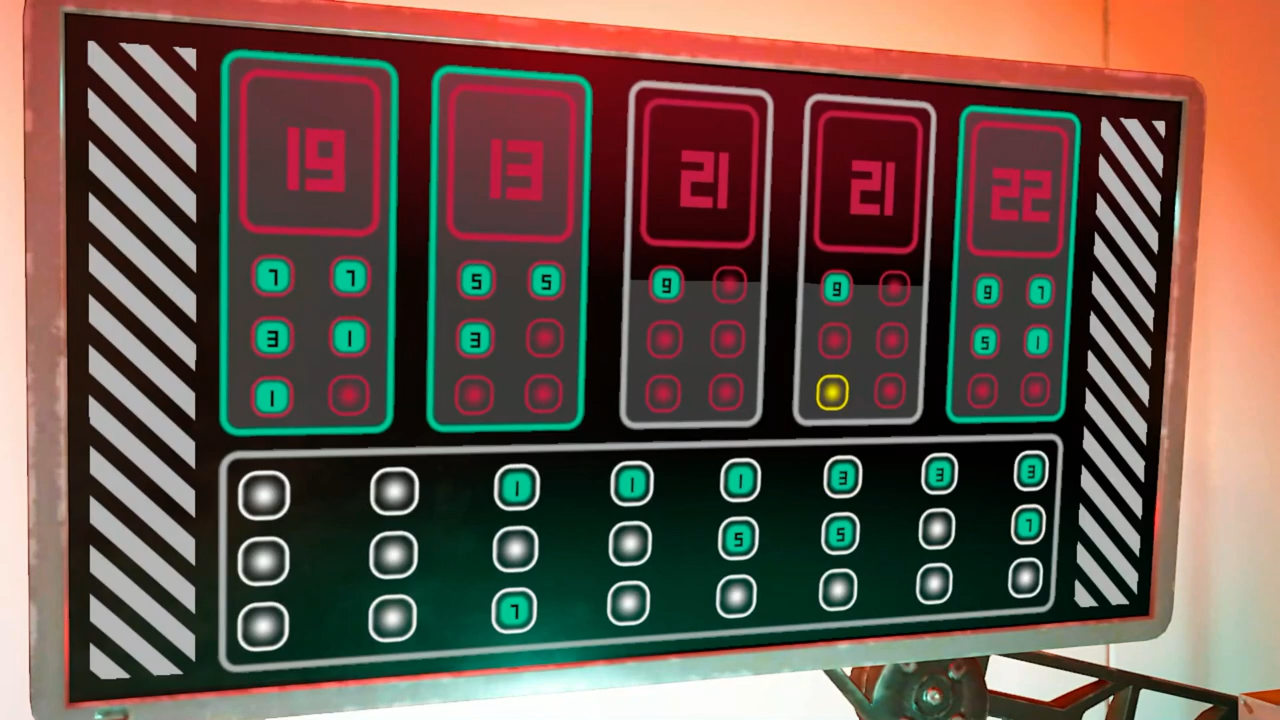 19 13 21 21 22
7 7 5 5 9 9 9 7
3 1 3 5 1
1
1 1 1 3 3 3
5 5 7
7